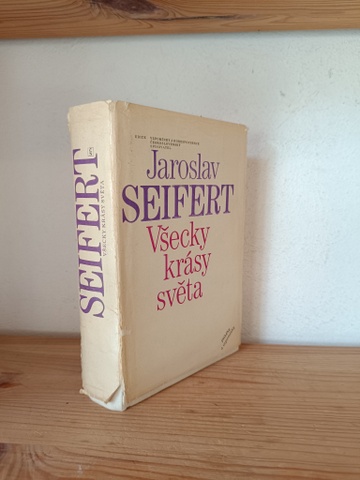 Jaroslav
SEIFERT
Všecky
krásy
světa
SEIFERT
VŠECKY KRÁSY SVĚTA